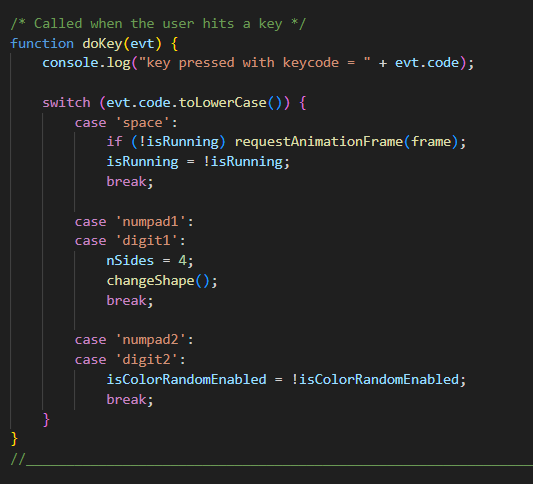 /* Called when the user hits a key */
function doKey(evt) {
    console.log("key pressed with keycode = " + evt.code);

    switch (evt.code.toLowerCase()) {
        case 'space':
            if (!isRunning) requestAnimationFrame(frame);
            isRunning = !isRunning;
            break;

        case 'numpad1':
        case 'digit1':
            nSides = 4;
            changeShape();
            break;

        case 'numpad2':
        case 'digit2':
            isColorRandomEnabled = !isColorRandomEnabled;
            break;
    }
}
//________________________________________________________________